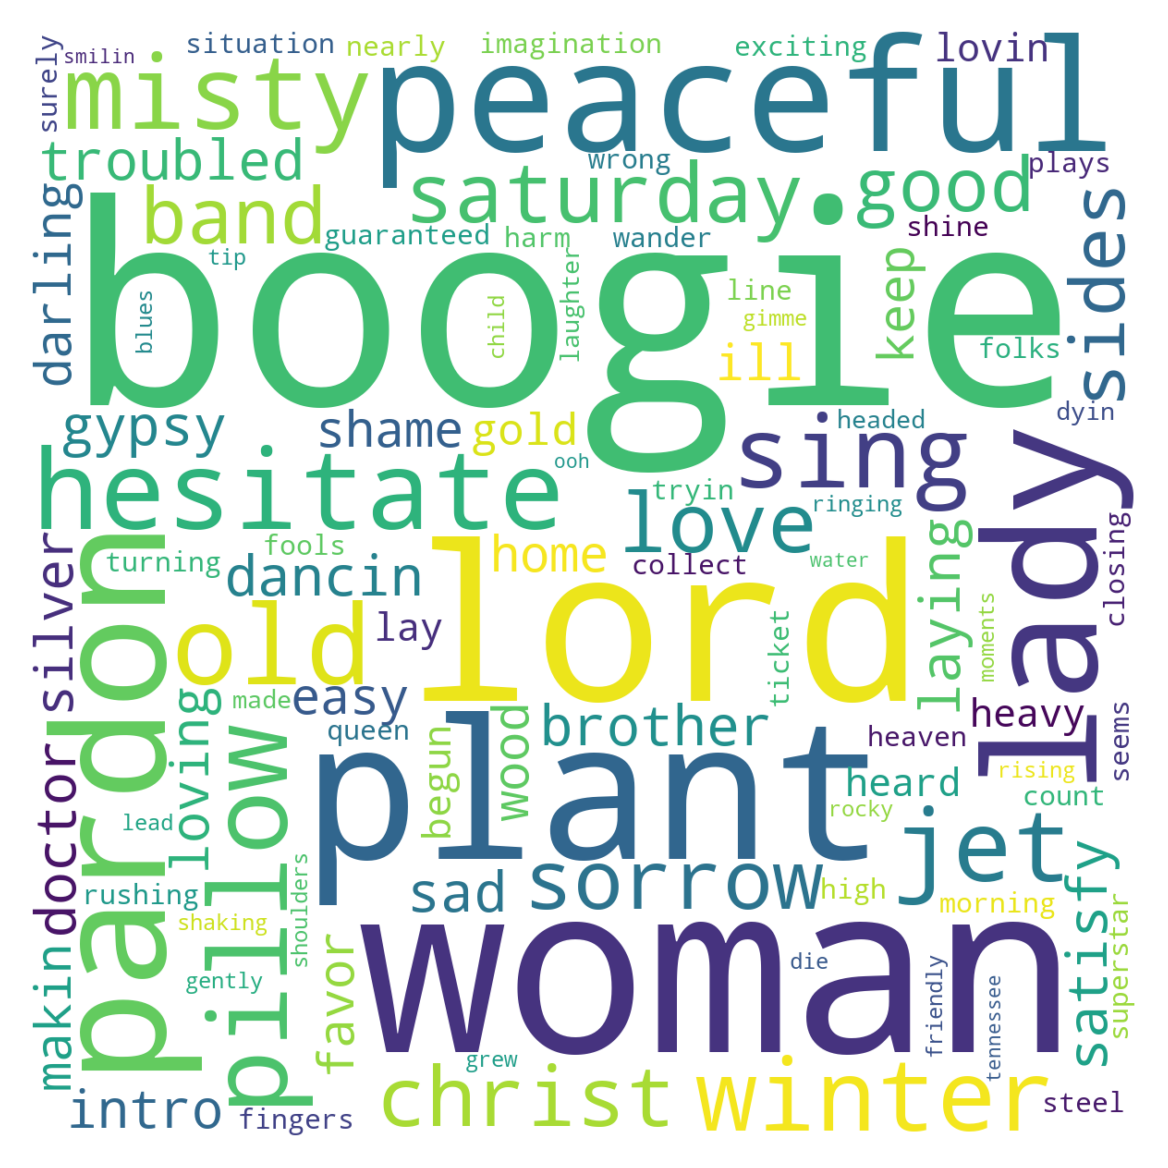 smilin
situation
nearly
imagination
exciting
lovin
surely
misty
peaceful
troubled
wrong
plays
saturday
good
band
darling
guaranteed
harm
wander
shine
sides
tip
boogie
keep
blues
child
laughter
line
gimme
ill
folks
gypsy
shame
gold
dyin
headed
sing
hesitate
ooh
tryin
ringing
love
lady
turning
fools
home
collect
water
closing
dancin
lord
laying
silver
pardon
old
lay
ticket
moments
made
easy
queen
brother
heaven
heavy
seems
loving
pillow
begun
wood
plant
heard
rising
count
doctor
lead
rocky
jet
rushing
shoulders
sad
sorrow
high
morning
satisfy
superstar
shaking
makin
gently
favor
woman
die
friendly
tennessee
grew
intro
fingers
christ
winter
steel